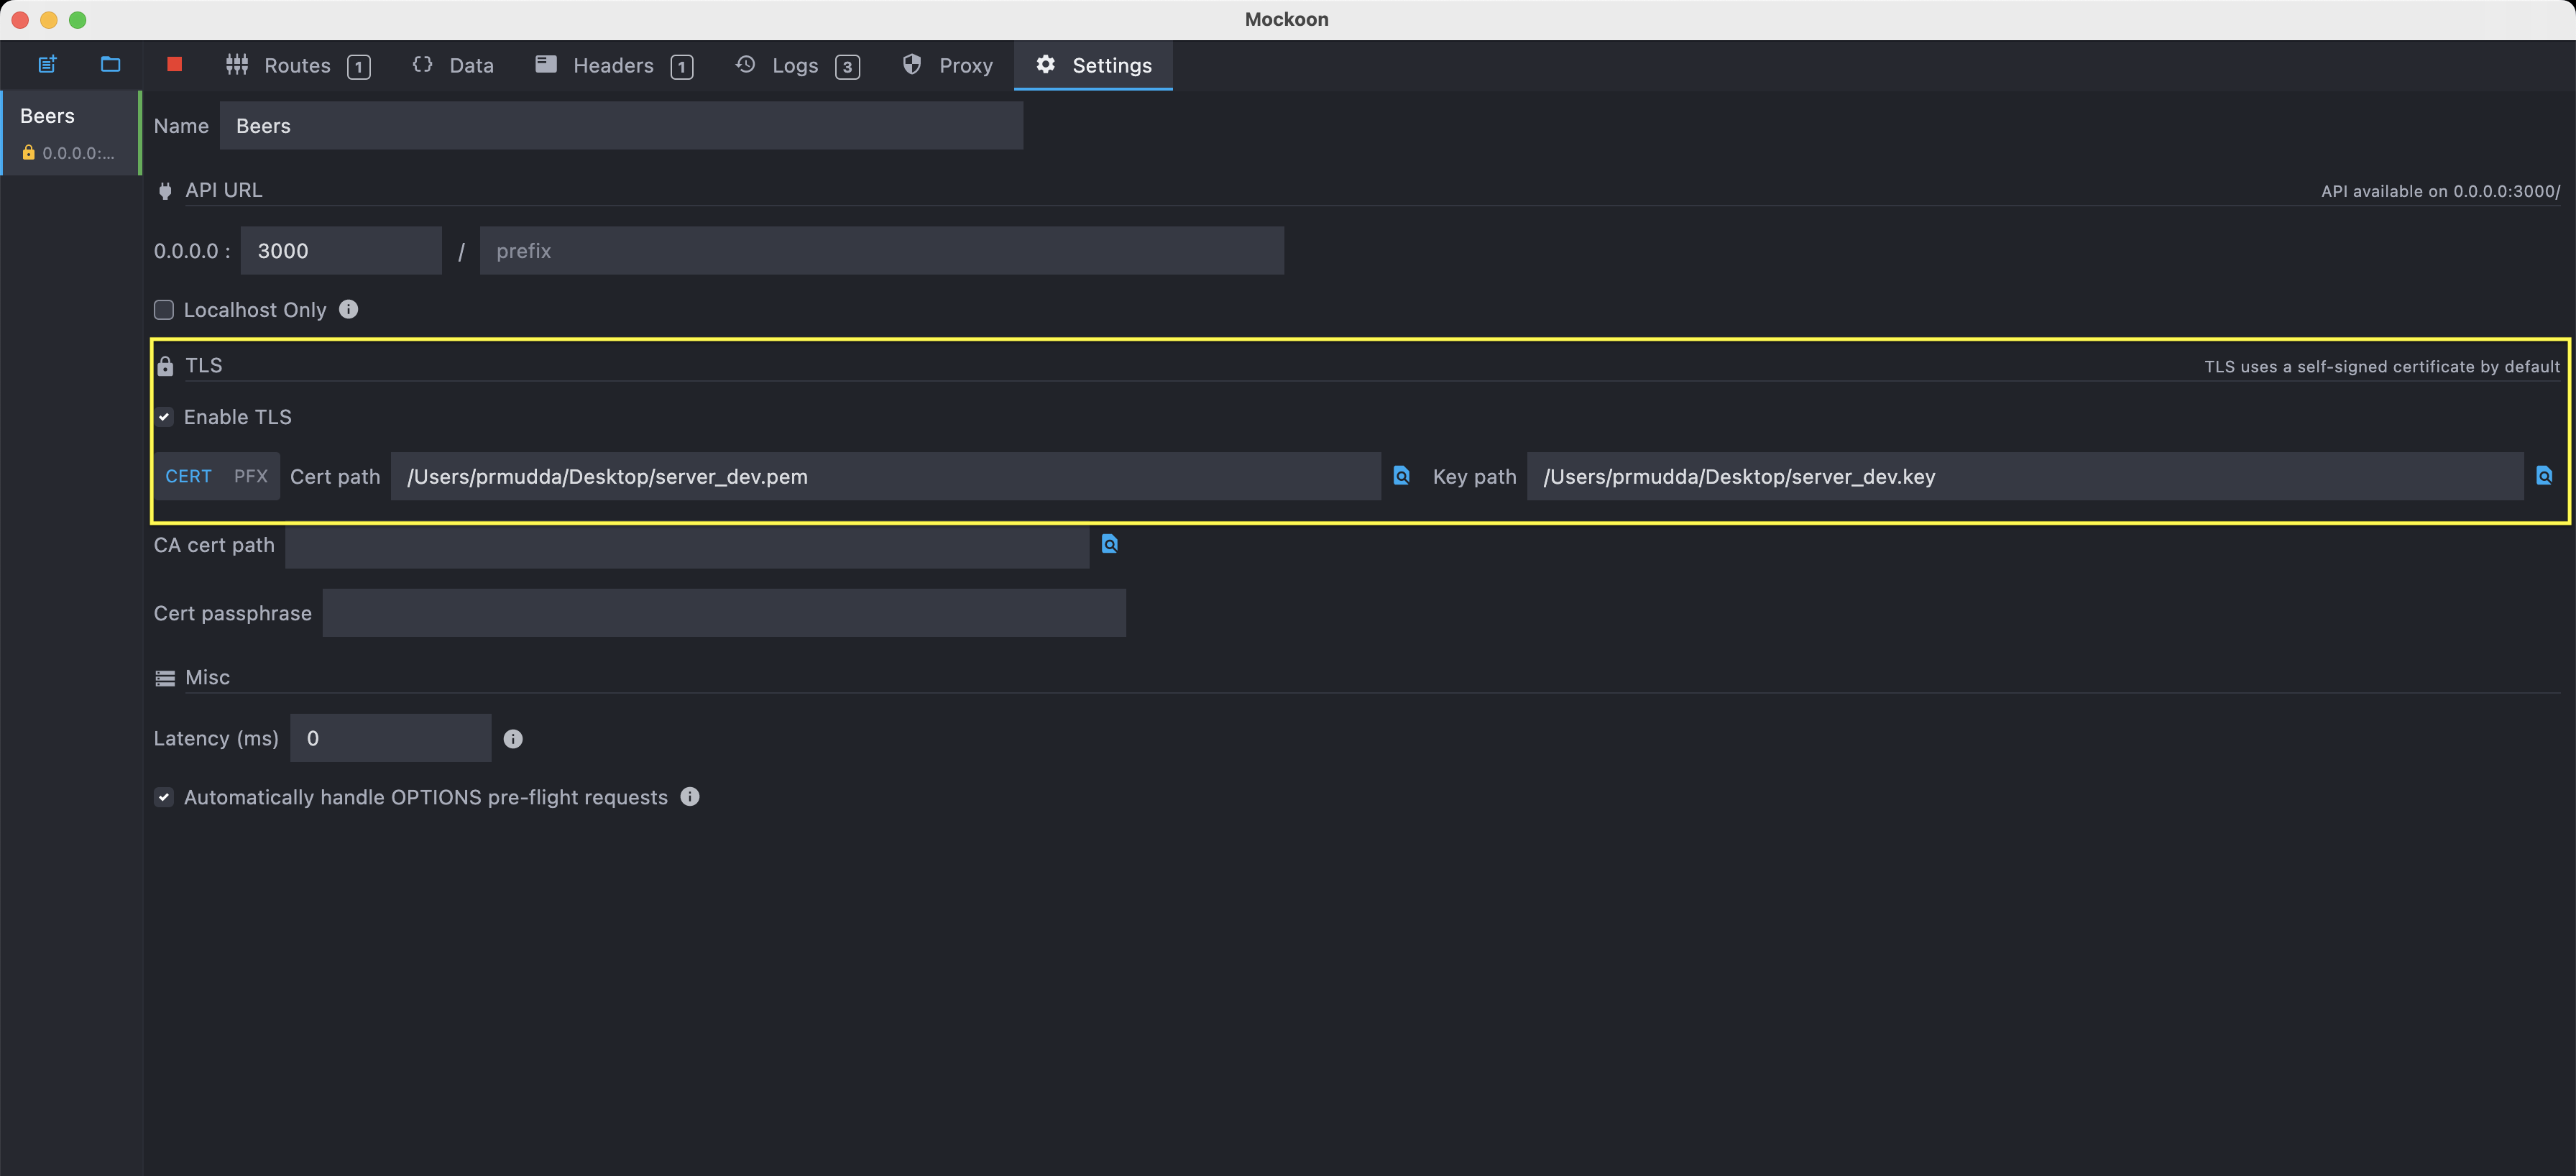 Mockoon
Routes 1 Data Headers 1 Logs 3 Proxy Settings
Beers
0.0.0.0:...
Name Beers
API URL API available on 0.0.0.0:3000/
0.0.0.0 : 3000 / prefix
Localhost Only
TLS TLS uses a self-signed certificate by default
Enable TLS
CERT PFX Cert path /Users/prmudda/Desktop/server_dev.pem Key path /Users/prmudda/Desktop/server_dev.key
CA cert path
Cert passphrase
Misc
Latency (ms) 0
Automatically handle OPTIONS pre-flight requests